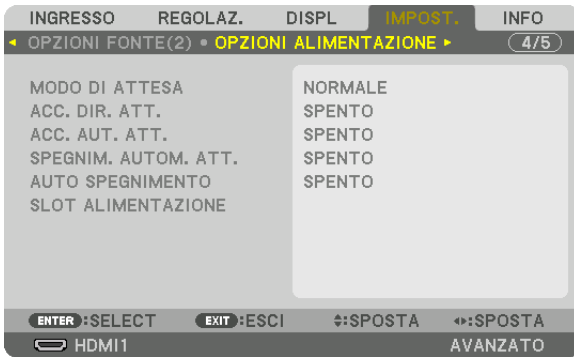 INGRESSO REGOLAZ. DISPL IMPOST. INFO
OPZIONI FONTE(2) • OPZIONI ALIMENTAZIONE 4/5
MODO DI ATTESA NORMALE
ACC. DIR. ATT. SPENTO
ACC. AUT. ATT. SPENTO
SPEGNIM. AUTOM. ATT. SPENTO
AUTO SPEGNIMENTO SPENTO
SLOT ALIMENTAZIONE
ENTER :SELECT EXIT :ESCI :SPOSTA :SPOSTA
HDMI1 AVANZATO